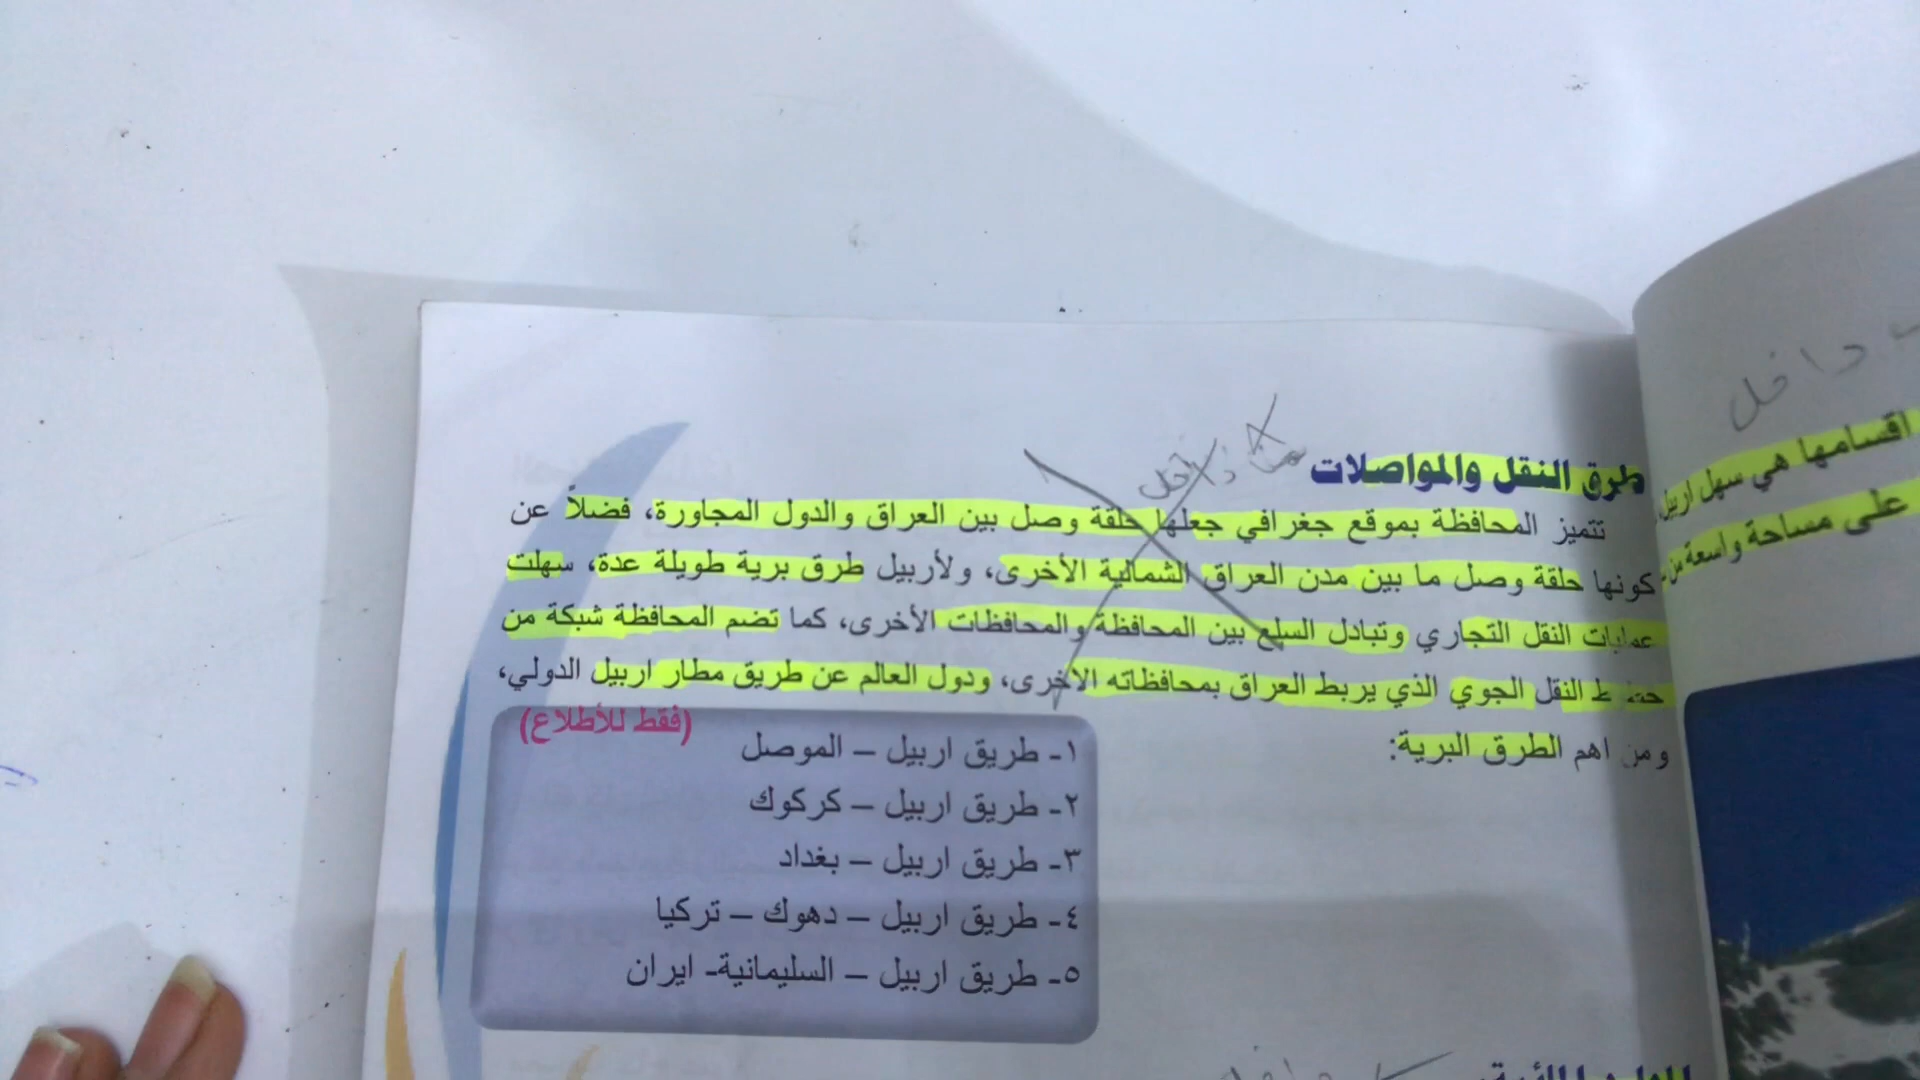 طرق النقل والمواصلات
تتميز المحافظة بموقع جغرافي جعلها حلقة وصل بين العراق والدول المجاورة، فضلاً عن
كونها حلقة وصل ما بين مدن العراق الشمالية الأخرى، ولأربيل طرق برية طويلة عدة، سهلت
عمليات النقل التجاري وتبادل السلع بين المحافظة والمحافظات الأخرى، كما تضم المحافظة شبكة من
خطوط النقل الجوي الذي يربط العراق بمحافظاته الاخرى، ودول العالم عن طريق مطار اربيل الدولي،
ومن اهم الطرق البرية:
(فقط للأطلاع)
١- طريق اربيل – الموصل
٢- طريق اربيل – كركوك
٣- طريق اربيل – بغداد
٤- طريق اربيل – دهوك – تركيا
٥- طريق اربيل – السليمانية- ايران
داخل
اقسامها هي سهل اربيل
على مساحة واسعة من